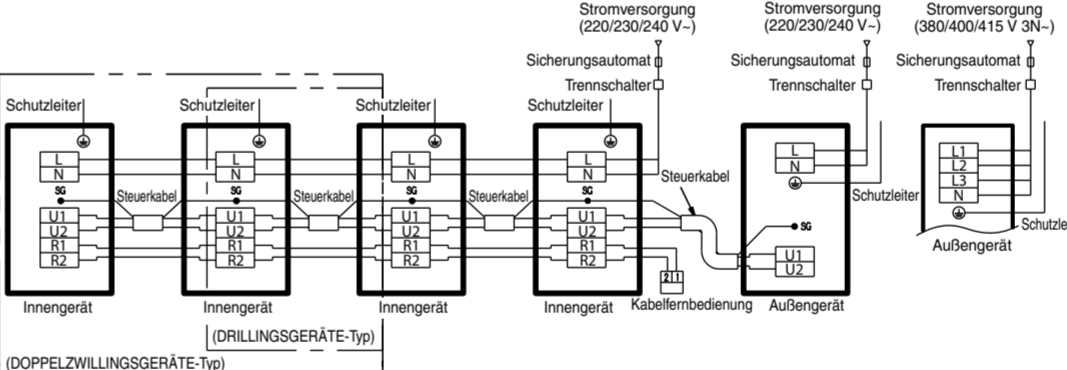 Stromversorgung
(220/230/240 V~)
Stromversorgung
(220/230/240 V~)
Stromversorgung
(380/400/415 V 3N~)
Sicherungsautomat
Sicherungsautomat
Sicherungsautomat
Trennschalter
Trennschalter
Trennschalter
Schutzleiter
Schutzleiter
Schutzleiter
Schutzleiter
L
N
L
N
L
N
L
N
L
N
L1
L2
L3
N
Steuerkabel
Schutzleiter
SG
Steuerkabel
SG
Steuerkabel
SG
Steuerkabel
SG
SG
Schutzle
Außengerät
U1
U2
R1
R2
U1
U2
R1
R2
U1
U2
R1
R2
U1
U2
R1
R2
U1
U2
2 1
Innengerät
Innengerät
Innengerät
Innengerät
Kabelfernbedienung
Außengerät
(DRILLINGSGERÄTE-Typ)
(DOPPELZWILLINGSGERÄTE-Typ)